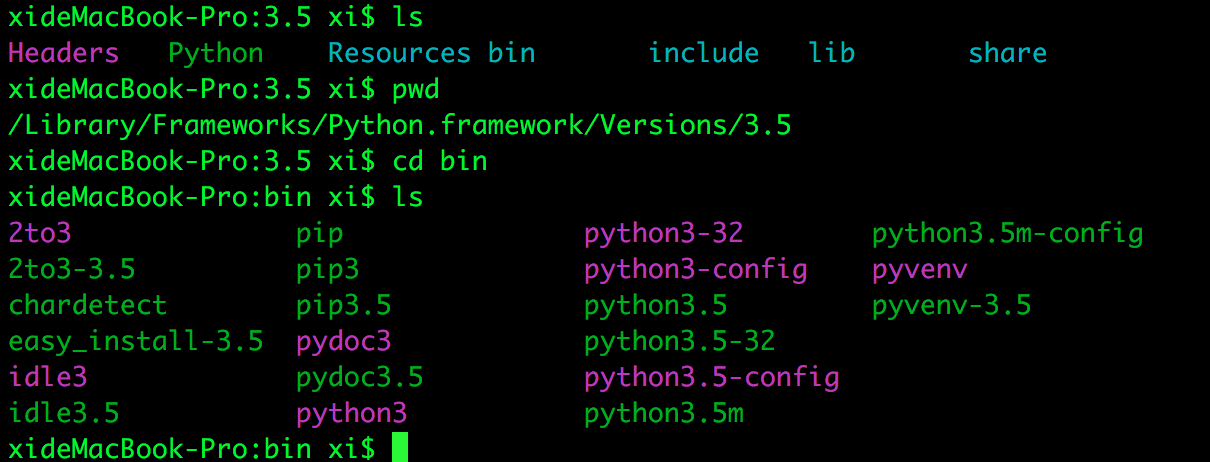 xideMacBook-Pro:3.5 xi$ ls
Headers Python Resources bin include lib share
xideMacBook-Pro:3.5 xi$ pwd
/Library/Frameworks/Python.framework/Versions/3.5
xideMacBook-Pro:3.5 xi$ cd bin
xideMacBook-Pro:bin xi$ ls
2to3 pip python3-32 python3.5m-config
2to3-3.5 pip3 python3-config pyvenv
chardetect pip3.5 python3.5 pyvenv-3.5
easy_install-3.5 pydoc3 python3.5-32
idle3 pydoc3.5 python3.5-config
idle3.5 python3 python3.5m
xideMacBook-Pro:bin xi$